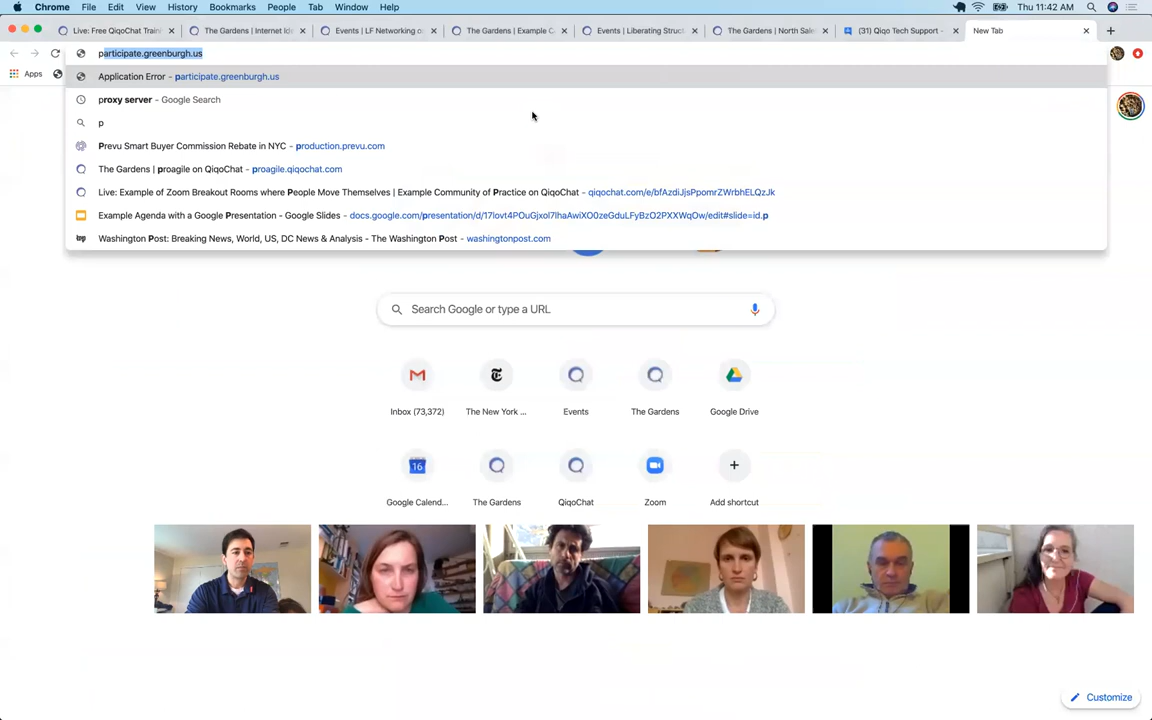 Chrome File Edit View History Bookmarks People Tab Window Help Thu 11:42 AM
Live: Free QiqoChat Traini The Gardens | Internet Ide Events | LF Networking on The Gardens | Example C Events | Liberating Struct The Gardens | North Sale (31) Qiqo Tech Support - New Tab
participate.greenburgh.us
Apps
Application Error - participate.greenburgh.us
proxy server - Google Search
p
Prevu Smart Buyer Commission Rebate in NYC - production.prevu.com
The Gardens | proagile on QiqoChat - proagile.qiqochat.com
Live: Example of Zoom Breakout Rooms where People Move Themselves | Example Community of Practice on QiqoChat - qiqochat.com/e/bfAzdiJjsPpomrZWrbhELQzJk
Example Agenda with a Google Presentation - Google Slides - docs.google.com/presentation/d/17lovt4POuGjxol7lhaAwiXO0zeGduLFyBzO2PXXWqOw/edit#slide=id.p
Washington Post: Breaking News, World, US, DC News & Analysis - The Washington Post - washingtonpost.com
Search Google or type a URL
Inbox (73,372) The New York ... Events The Gardens Google Drive
16
Google Calend... The Gardens QiqoChat Zoom Add shortcut
Customize